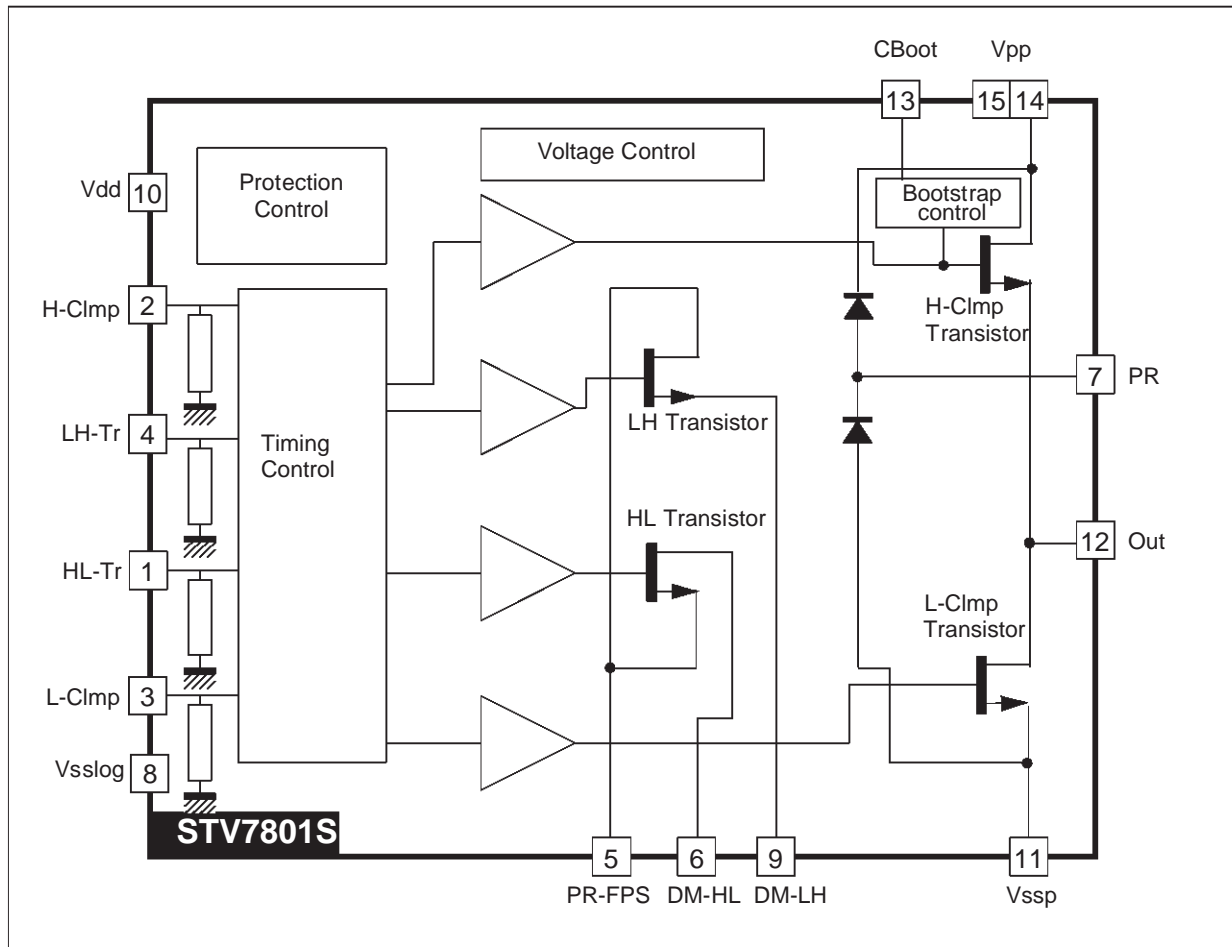 CBoot
Vpp
13
15
14
Voltage Control
Protection
Control
Vdd
10
Bootstrap
control
H-Clmp
2
H-Clmp
Transistor
7
PR
LH-Tr
4
LH Transistor
Timing
Control
HL Transistor
12
Out
HL-Tr
1
L-Clmp
Transistor
L-Clmp
3
Vsslog
8
STV7801S
5
6
9
11
PR-FPS
DM-HL
DM-LH
Vssp